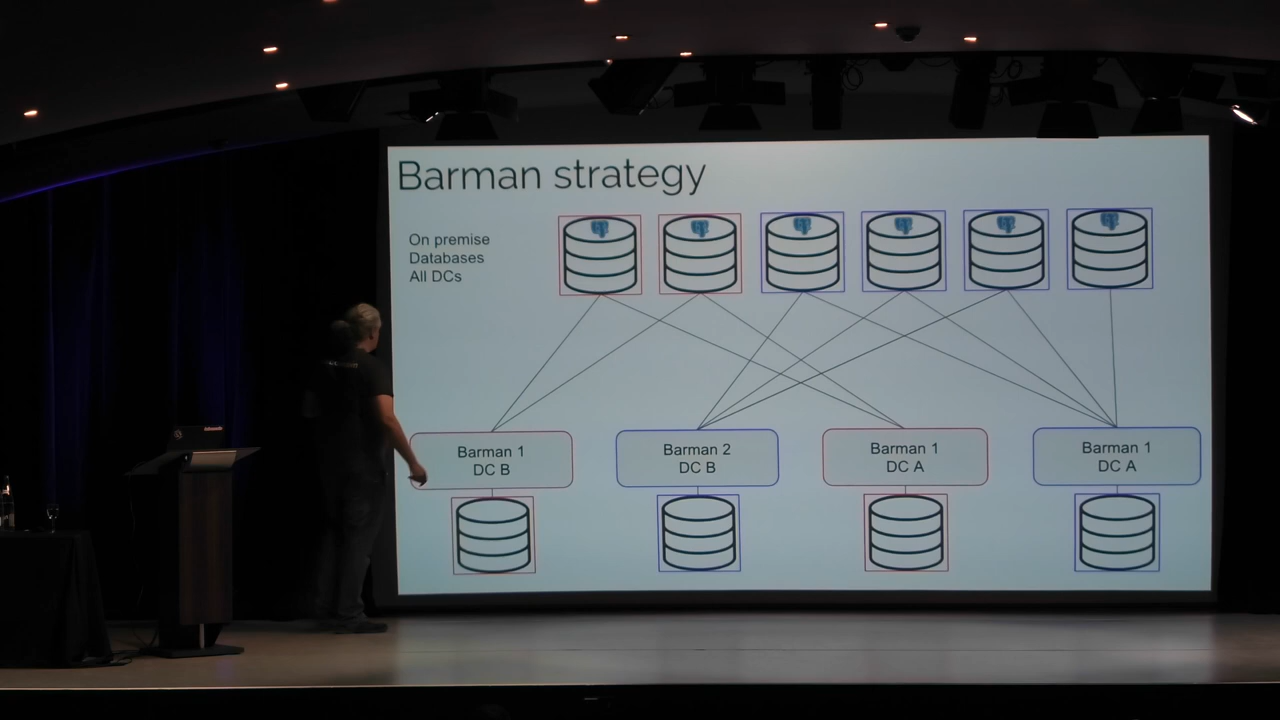 Barman strategy
On premise
Databases
All DCs
Barman 1
DC B
Barman 2
DC B
Barman 1
DC A
Barman 1
DC A